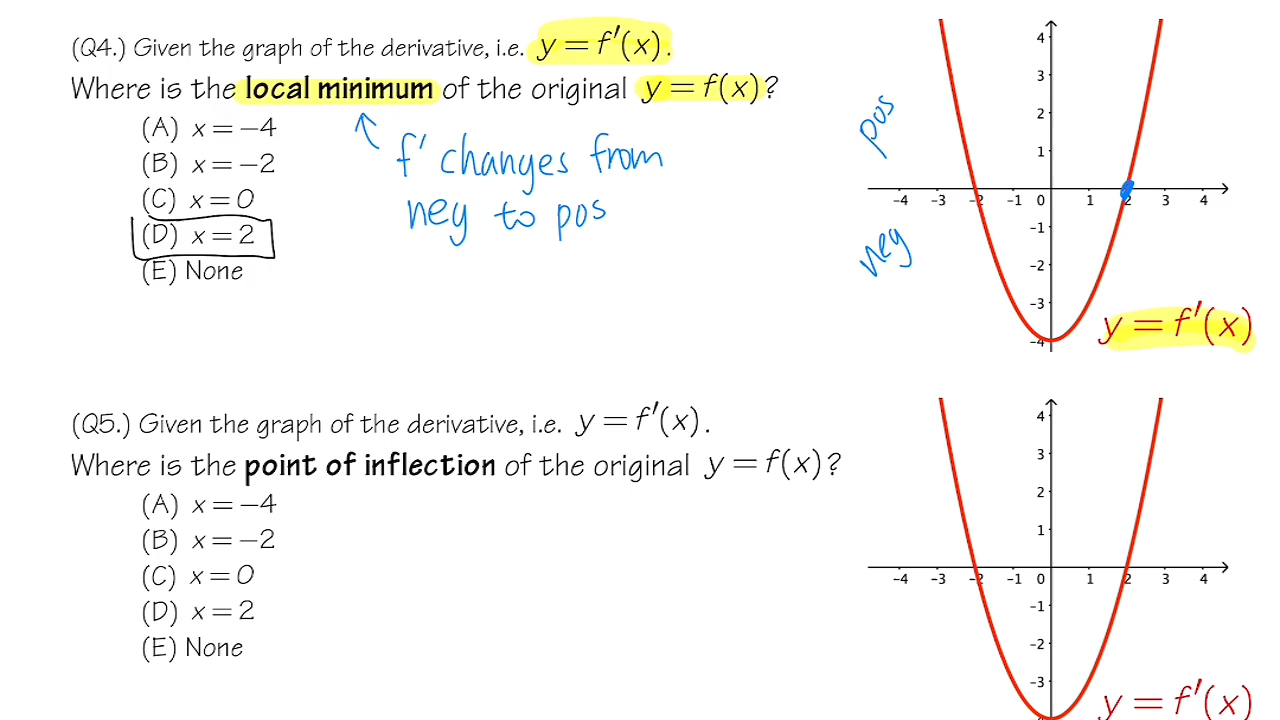 (Q4.) Given the graph of the derivative, i.e. y = f'(x).
Where is the local minimum of the original y = f(x)?
(A) x = −4
(B) x = −2
(C) x = 0
(D) x = 2
(E) None
f' changes from
neg to pos
pos
neg
4
3
2
1
-4 -3 -2 -1 0 1 2 3 4
-1
-2
-3
-4
y = f'(x)
(Q5.) Given the graph of the derivative, i.e. y = f'(x).
Where is the point of inflection of the original y = f(x)?
(A) x = −4
(B) x = −2
(C) x = 0
(D) x = 2
(E) None
4
3
2
1
-4 -3 -2 -1 0 1 2 3 4
-1
-2
-3
y = f'(x)